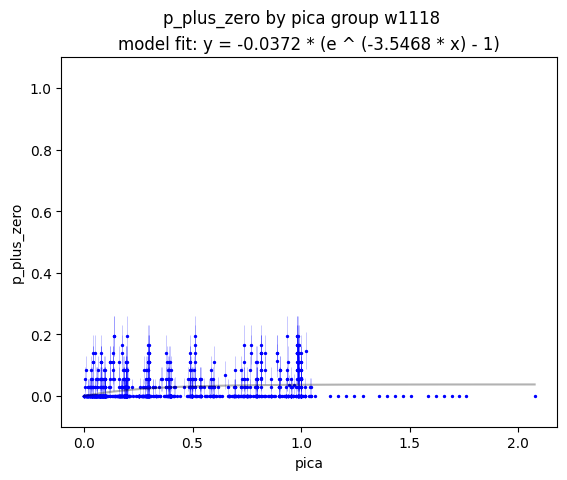 p_plus_zero by pica group w1118
model fit: y = -0.0372 * (e ^ (-3.5468 * x) - 1)
1.0
0.8
0.6
0.4
0.2
0.0
p_plus_zero
0.0 0.5 1.0 1.5 2.0
pica